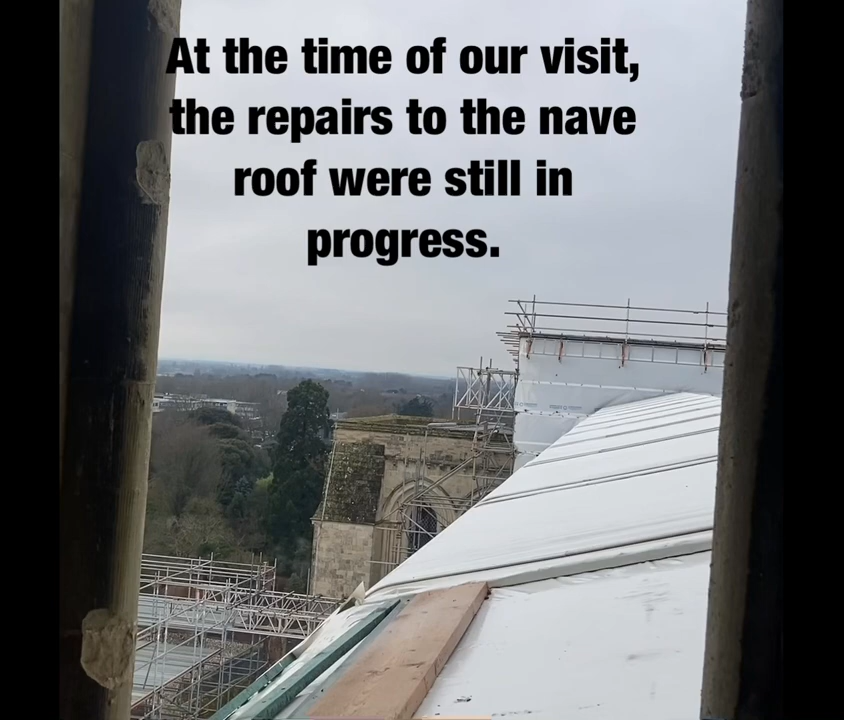 At the time of our visit,
the repairs to the nave
roof were still in
progress.